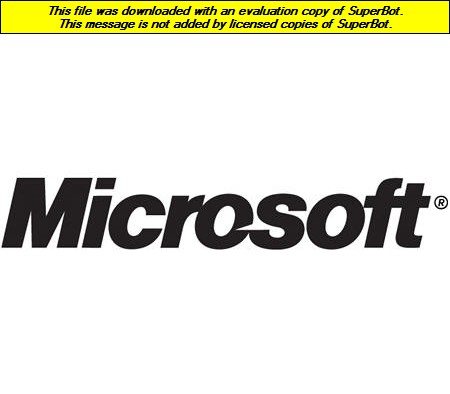 This file was downloaded with an evaluation copy of SuperBot.
This message is not added by licensed copies of SuperBot.
Microsoft®